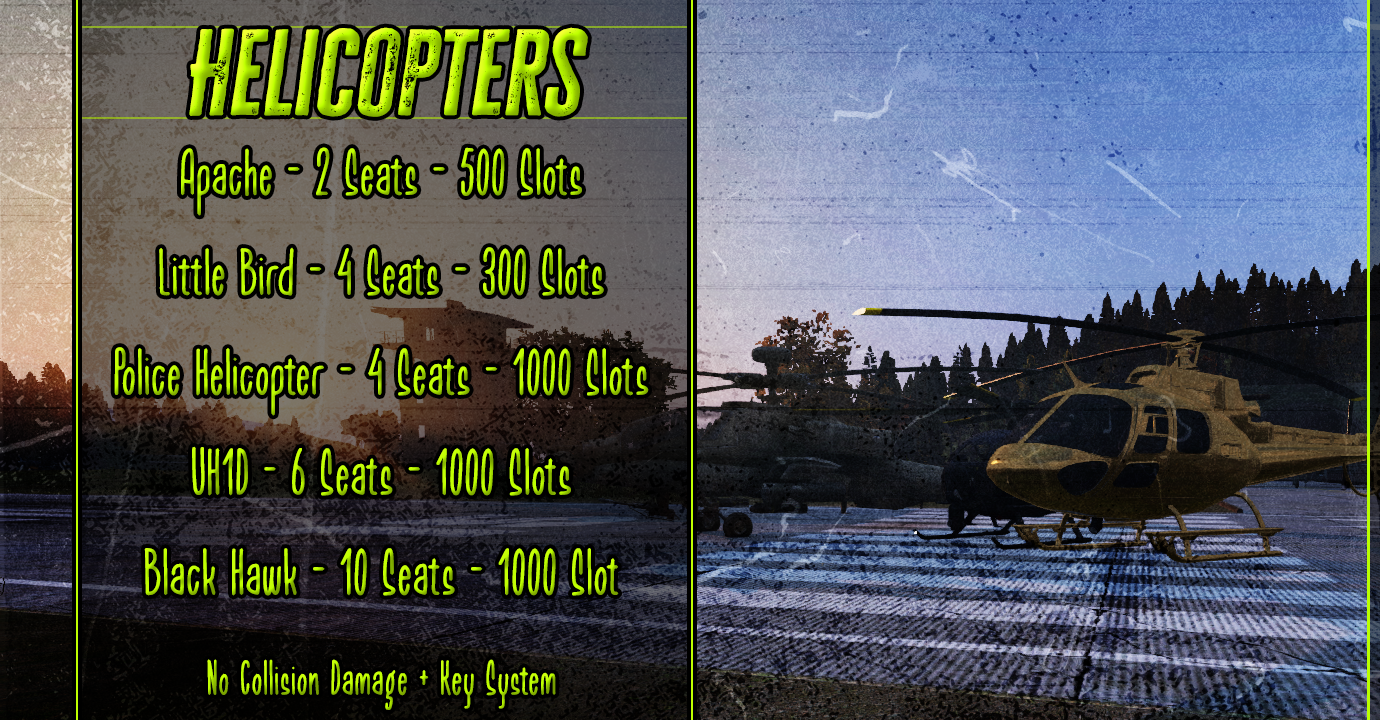 HELICOPTERS
Apache - 2 Seats - 500 Slots
Little Bird - 4 Seats - 300 Slots
Police Helicopter - 4 Seats - 1000 Slots
UH1D - 6 Seats - 1000 Slots
Black Hawk - 10 Seats - 1000 Slot
No Collision Damage + Key System